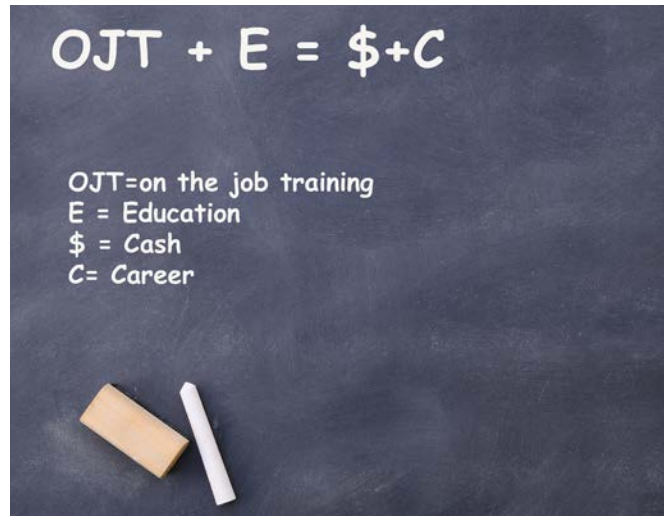 OJT + E = $+C
OJT=on the job training
E = Education
$ = Cash
C= Career